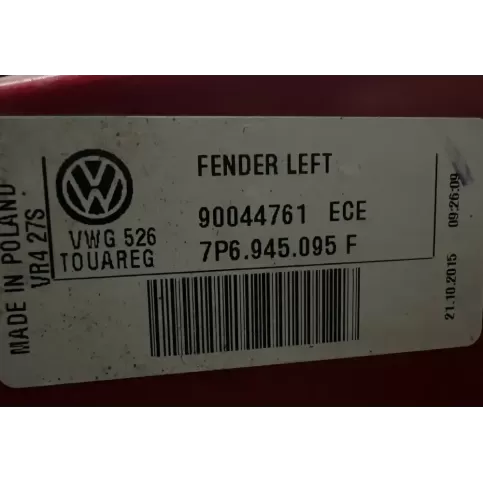 MADE IN POLAND
VR4 27S
VWG 526
TOUAREG
FENDER LEFT
90044761 ECE
7P6.945.095 F
21.10.2015 09:26:09